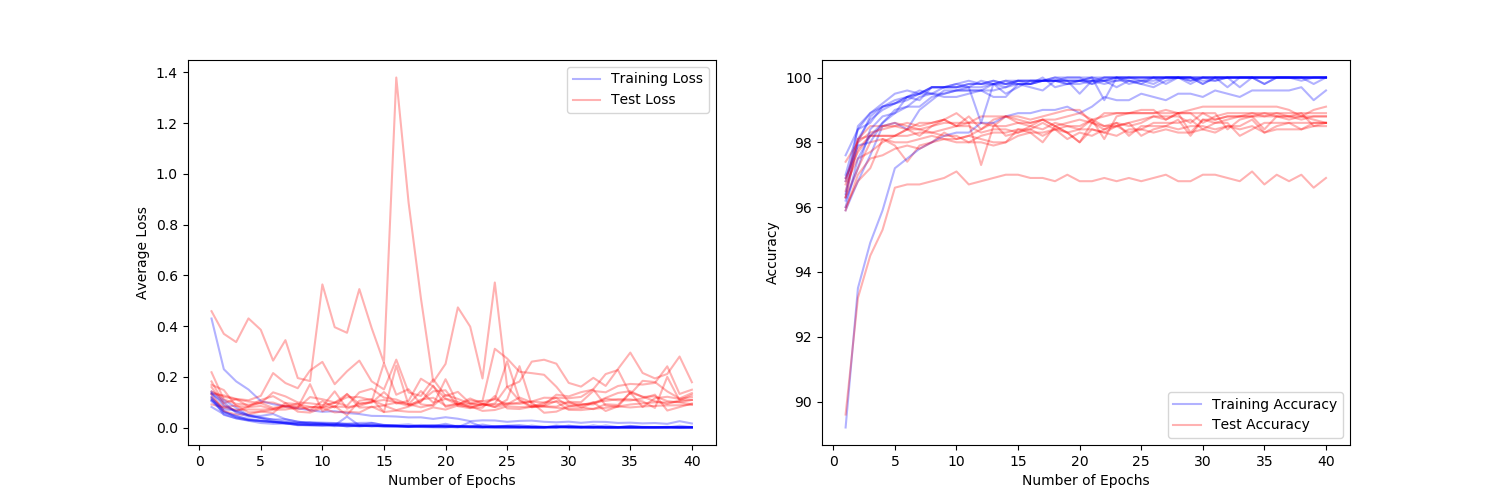 1.4
1.2
1.0
0.8
0.6
0.4
0.2
0.0
Average Loss
0 5 10 15 20 25 30 35 40
Number of Epochs
Training Loss
Test Loss
100
98
96
94
92
90
Accuracy
0 5 10 15 20 25 30 35 40
Number of Epochs
Training Accuracy
Test Accuracy